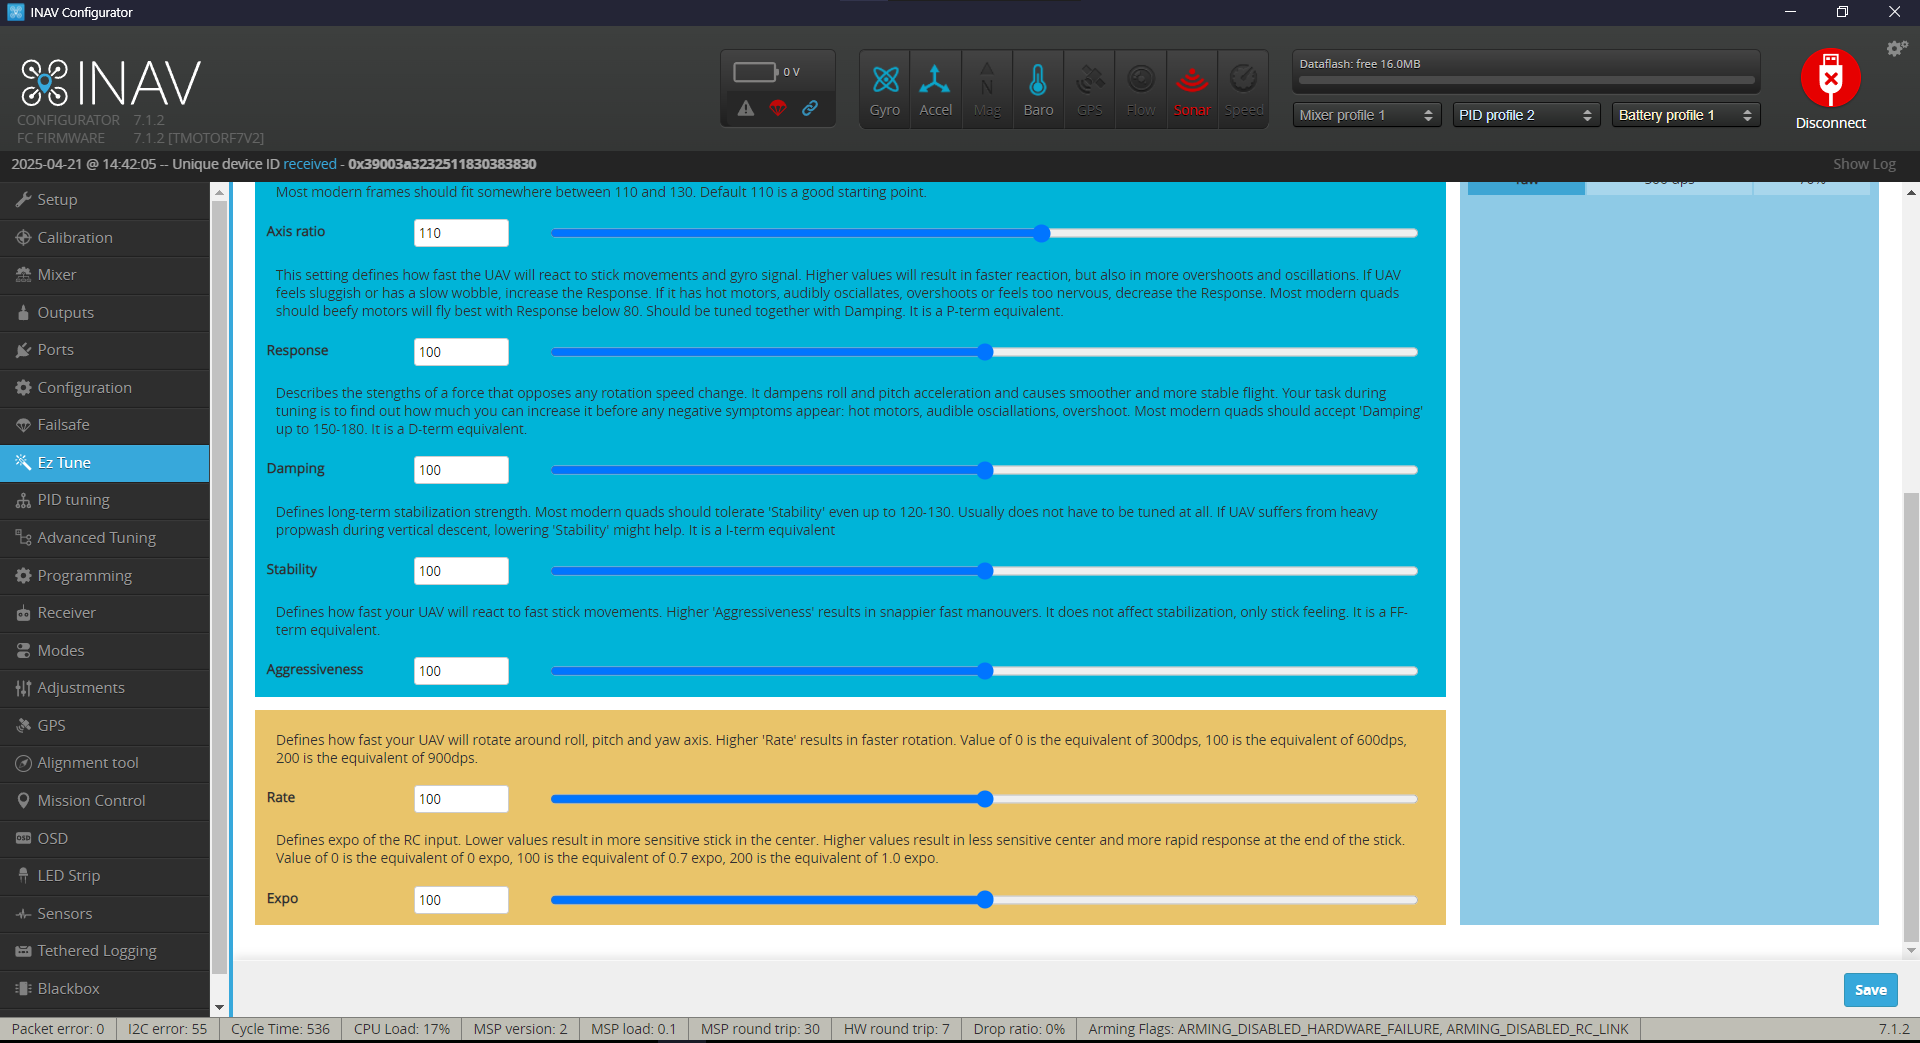 INAV Configurator
INAV
CONFIGURATOR 7.1.2
FC FIRMWARE 7.1.2 [TMOTORF7V2]
0 V
Gyro Accel Mag Baro GPS Flow Sonar Speed
Dataflash: free 16.0MB
Mixer profile 1 PID profile 2 Battery profile 1
Disconnect
2025-04-21 @ 14:42:05 -- Unique device ID received - 0x39003a3232511830383830
Show Log
Setup
Calibration
Mixer
Outputs
Ports
Configuration
Failsafe
Ez Tune
PID tuning
Advanced Tuning
Programming
Receiver
Modes
Adjustments
GPS
Alignment tool
Mission Control
OSD
LED Strip
Sensors
Tethered Logging
Blackbox
Most modern frames should fit somewhere between 110 and 130. Default 110 is a good starting point.
Axis ratio 110
This setting defines how fast the UAV will react to stick movements and gyro signal. Higher values will result in faster reaction, but also in more overshoots and oscillations. If UAV
feels sluggish or has a slow wobble, increase the Response. If it has hot motors, audibly osciallates, overshoots or feels too nervous, decrease the Response. Most modern quads
should beefy motors will fly best with Response below 80. Should be tuned together with Damping. It is a P-term equivalent.
Response 100
Describes the stengths of a force that opposes any rotation speed change. It dampens roll and pitch acceleration and causes smoother and more stable flight. Your task during
tuning is to find out how much you can increase it before any negative symptoms appear: hot motors, audible osciallations, overshoot. Most modern quads should accept 'Damping'
up to 150-180. It is a D-term equivalent.
Damping 100
Defines long-term stabilization strength. Most modern quads should tolerate 'Stability' even up to 120-130. Usually does not have to be tuned at all. If UAV suffers from heavy
propwash during vertical descent, lowering 'Stability' might help. It is a I-term equivalent
Stability 100
Defines how fast your UAV will react to fast stick movements. Higher 'Aggressiveness' results in snappier fast manouvers. It does not affect stabilization, only stick feeling. It is a FF-
term equivalent.
Aggressiveness 100
Defines how fast your UAV will rotate around roll, pitch and yaw axis. Higher 'Rate' results in faster rotation. Value of 0 is the equivalent of 300dps, 100 is the equivalent of 600dps,
200 is the equivalent of 900dps.
Rate 100
Defines expo of the RC input. Lower values result in more sensitive stick in the center. Higher values result in less sensitive center and more rapid response at the end of the stick.
Value of 0 is the equivalent of 0 expo, 100 is the equivalent of 0.7 expo, 200 is the equivalent of 1.0 expo.
Expo 100
Save
Packet error: 0 I2C error: 55 Cycle Time: 536 CPU Load: 17% MSP version: 2 MSP load: 0.1 MSP round trip: 30 HW round trip: 7 Drop ratio: 0% Arming Flags: ARMING_DISABLED_HARDWARE_FAILURE, ARMING_DISABLED_RC_LINK 7.1.2